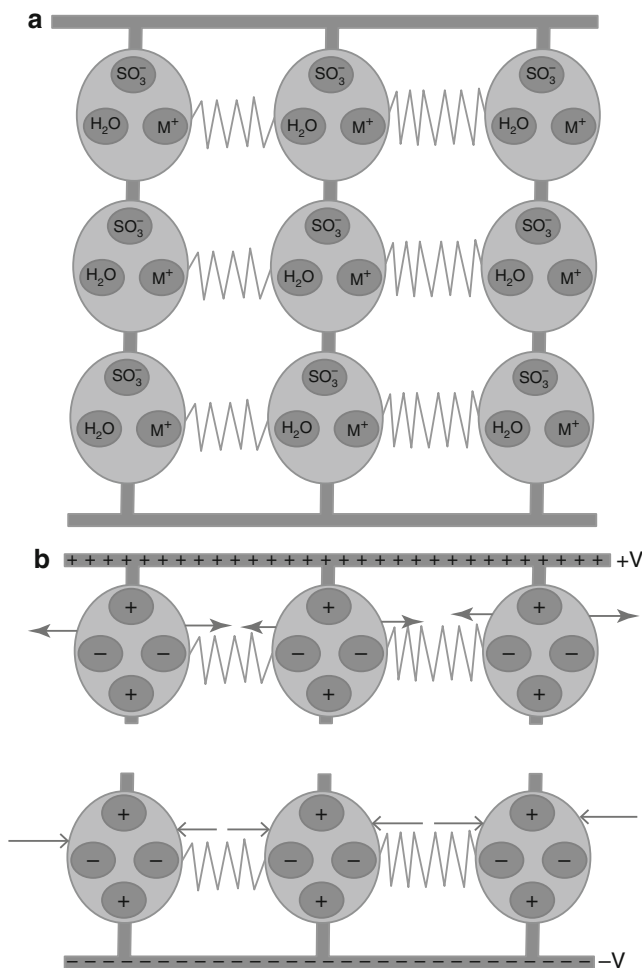 a
SO₃⁻ SO₃⁻ SO₃⁻
H₂O M⁺ H₂O M⁺ H₂O M⁺
SO₃⁻ SO₃⁻ SO₃⁻
H₂O M⁺ H₂O M⁺ H₂O M⁺
SO₃⁻ SO₃⁻ SO₃⁻
H₂O M⁺ H₂O M⁺ H₂O M⁺
b + + + + + + + + + + + + + + + + + + + + + + + + + + + + + + +V
+ + +
− − − − − −
+ + +
+ + +
− − − − − −
+ + +
− − − − − − − − − − − − − − − − − − − − − − − − − − − − − − −V